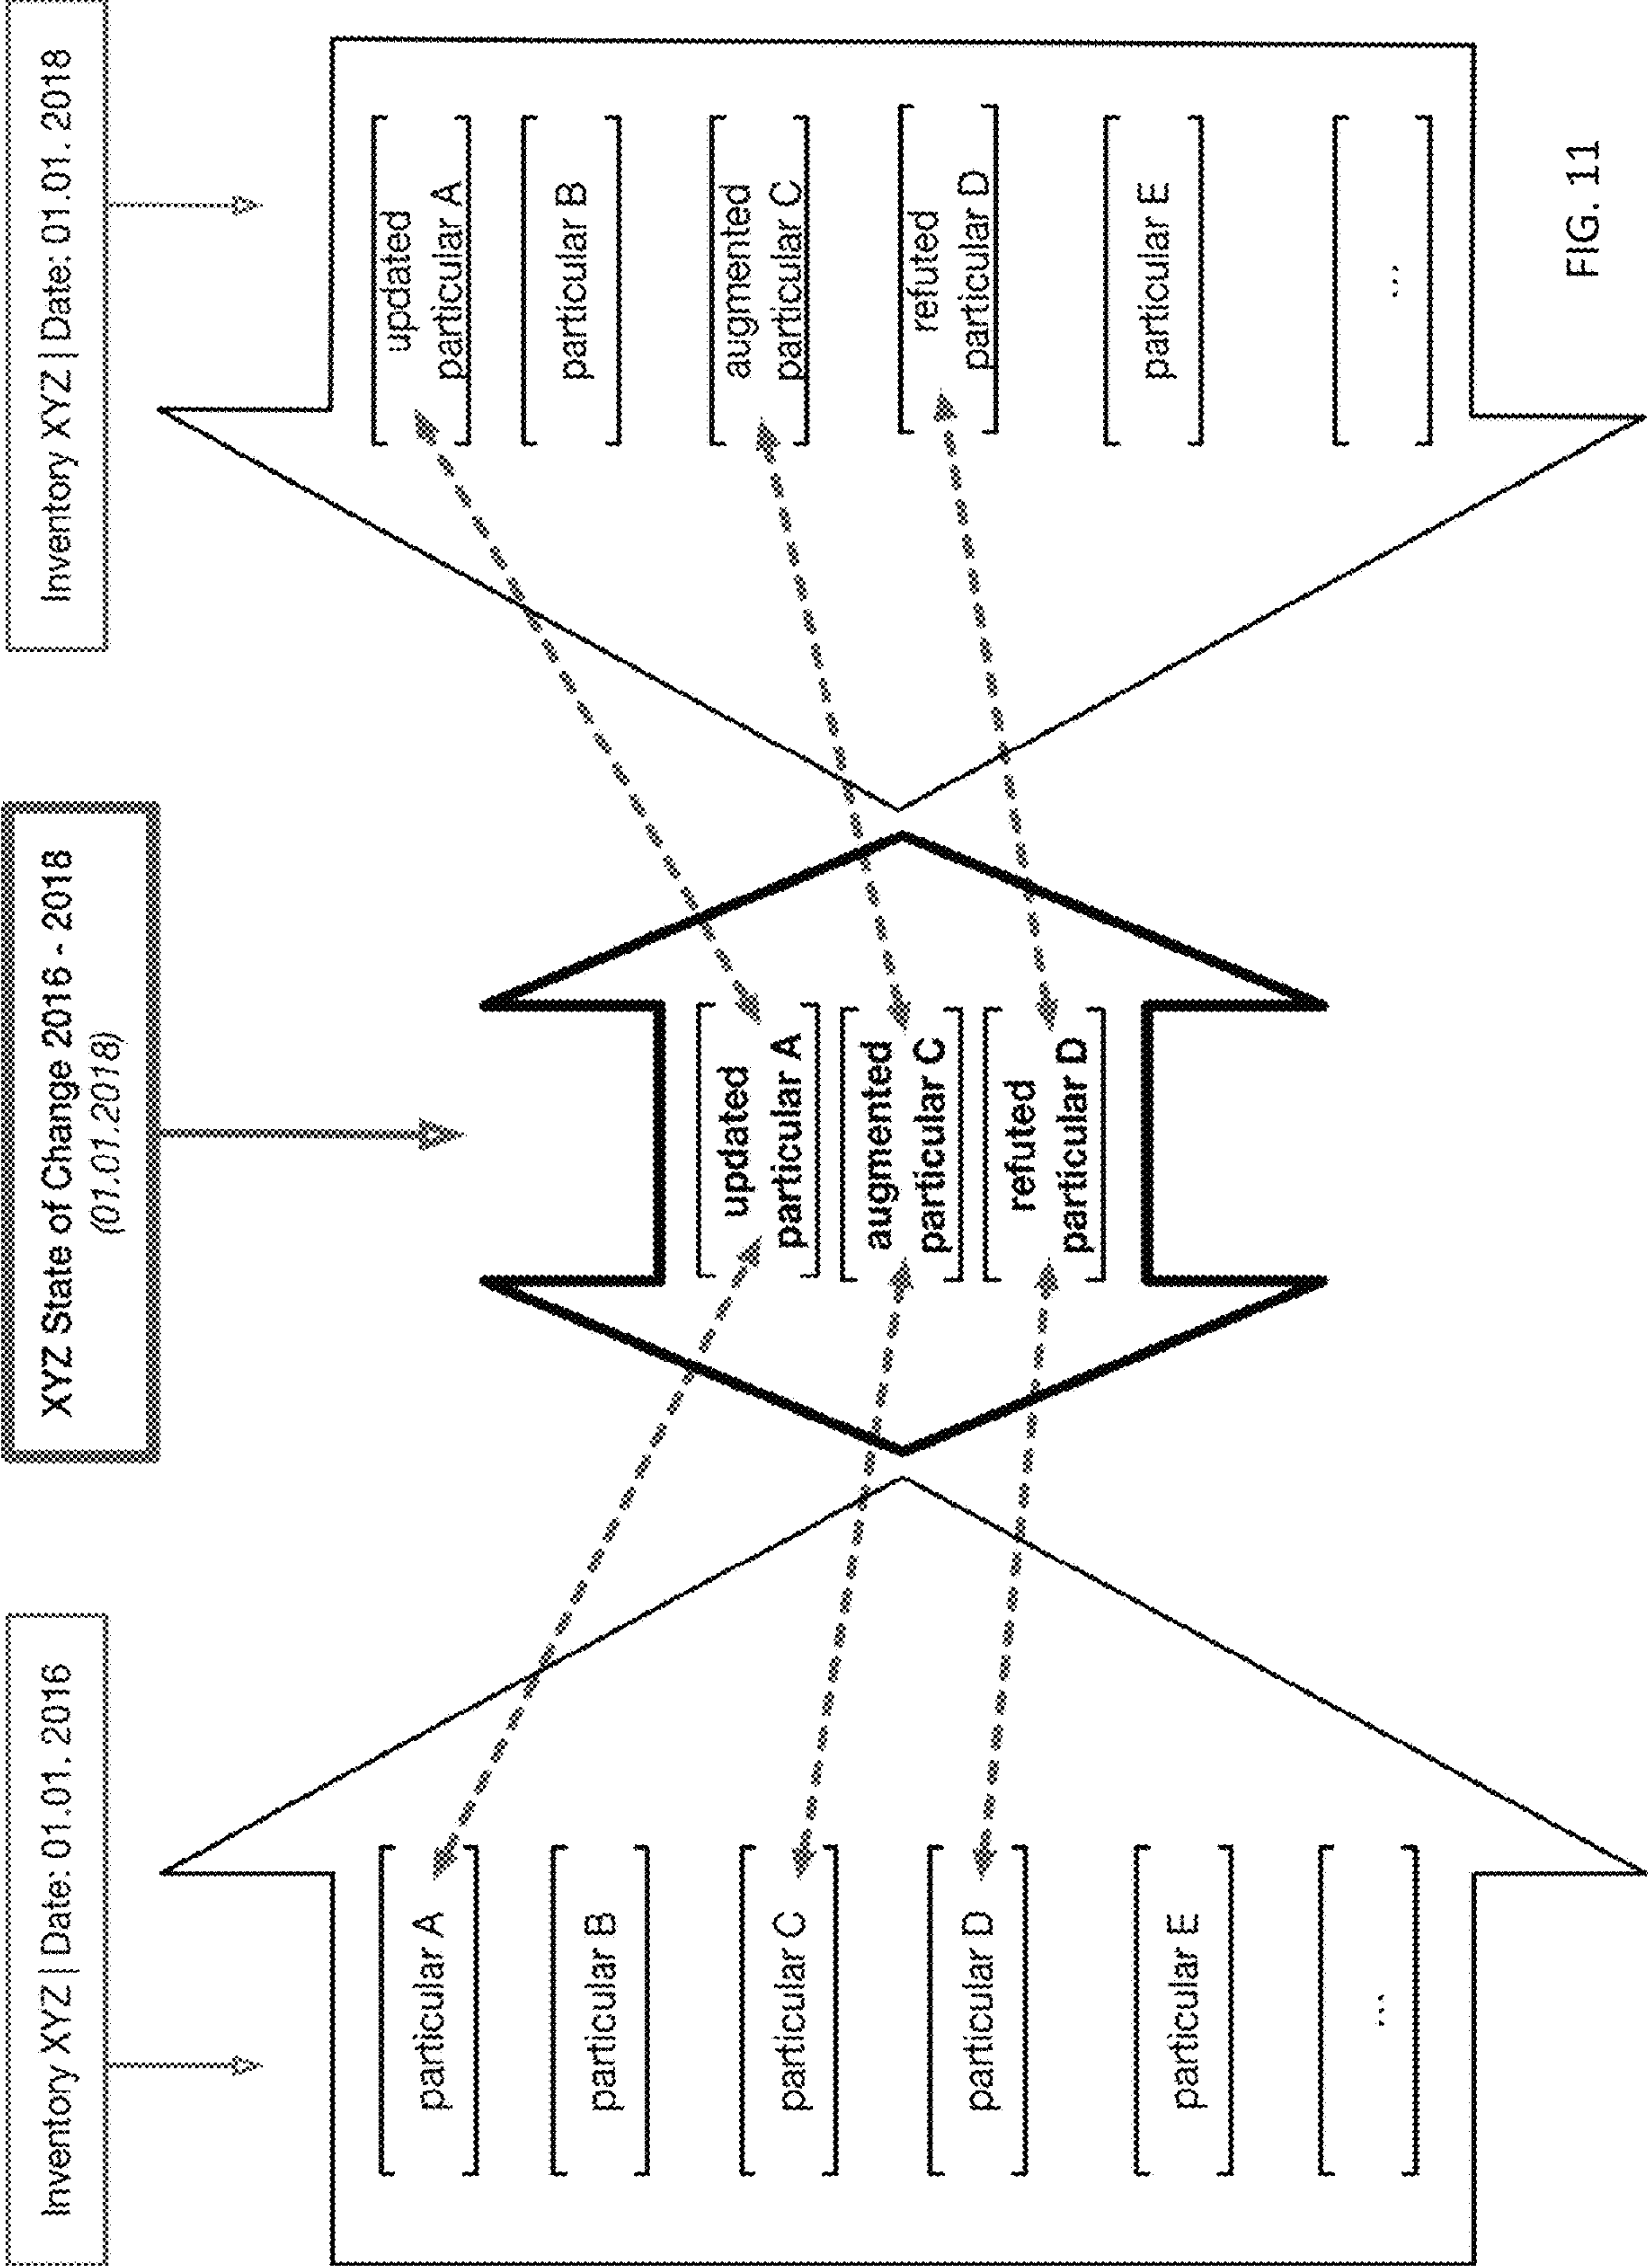 Inventory XYZ | Date: 01.01. 2016
XYZ State of Change 2016 - 2018
(01.01.2018)
Inventory XYZ | Date: 01.01. 2018
particular A
particular B
particular C
particular D
particular E
...
updated
particular A
augmented
particular C
refuted
particular D
updated
particular A
particular B
augmented
particular C
refuted
particular D
particular E
...
FIG. 11